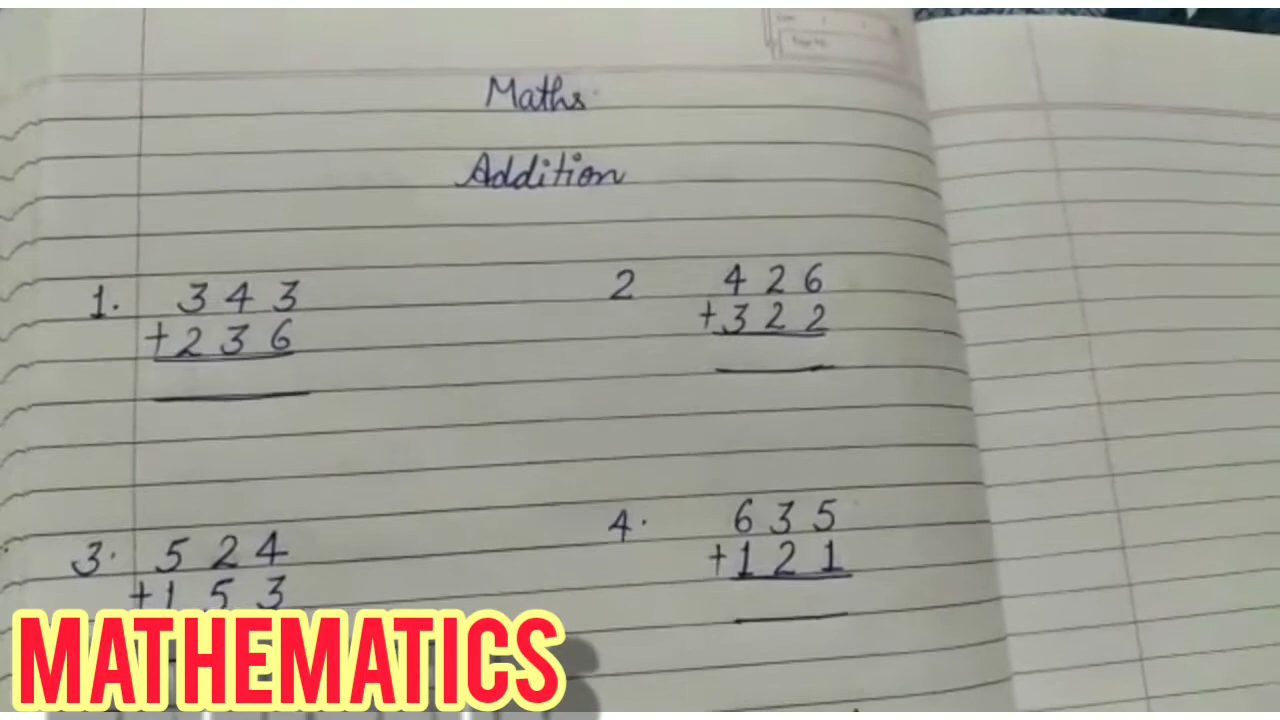 Maths
Addition
1. 343
+236
2 426
+322
3. 524
+153
4. 635
+121
MATHEMATICS